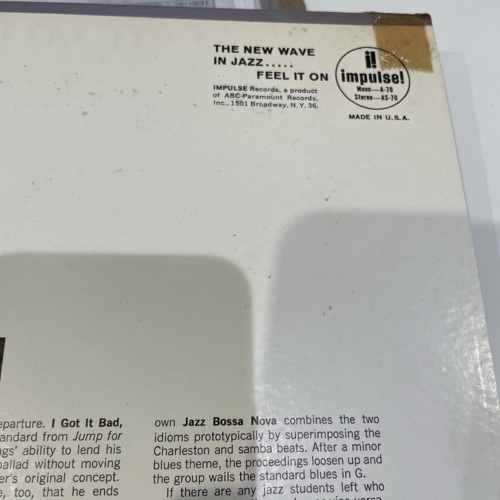 THE NEW WAVE
IN JAZZ.....
FEEL IT ON
i!
impulse!
Mono—A-70
Stereo—AS-70
IMPULSE Records, a product
of ABC-Paramount Records,
Inc., 1501 Broadway, N.Y. 36.
MADE IN U.S.A.
eparture. I Got It Bad,
andard from Jump for
gs' ability to lend his
ballad without moving
er's original concept.
e, too, that he ends
own Jazz Bossa Nova combines the two
idioms prototypically by superimposing the
Charleston and samba beats. After a minor
blues theme, the proceedings loosen up and
the group wails the standard blues in G.
If there are any jazz students left who